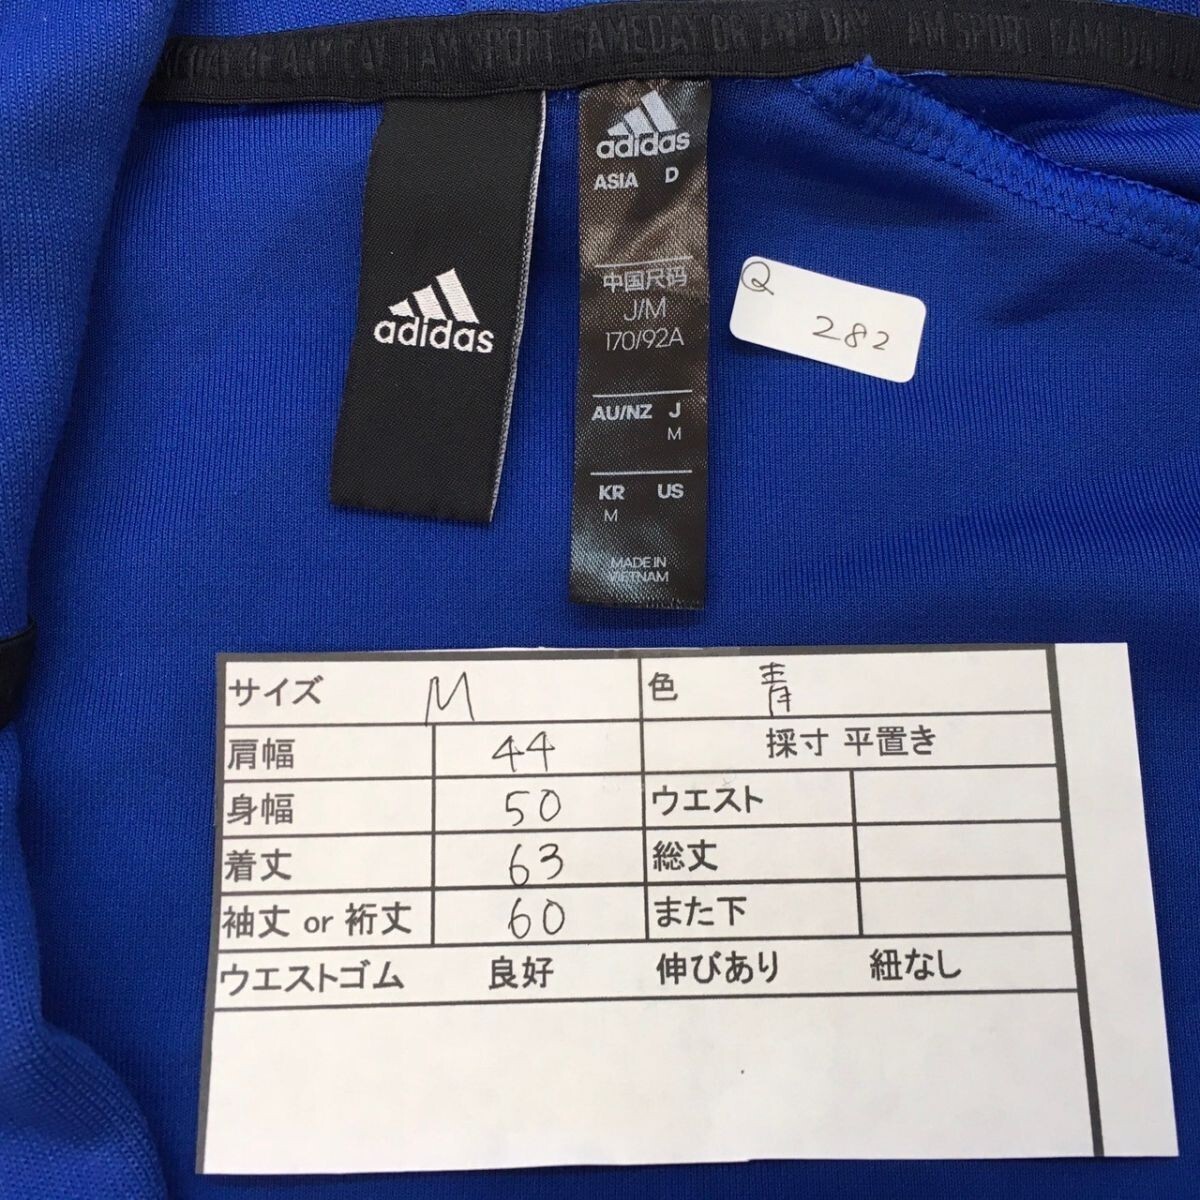 DAY OR ANY DAY I AM SPORT GAMEDAY OR ANY DAY I AM SPORT GAMEDAY
adidas
adidas
ASIA D
中国尺码
J/M
170/92A
AU/NZ J
M
KR US
M
MADE IN
VIETNAM
Q
282
サイズ M 色 青
肩幅 44 採寸 平置き
身幅 50 ウエスト
着丈 63 総丈
袖丈 or 裄丈 60 また下
ウエストゴム 良好 伸びあり 紐なし